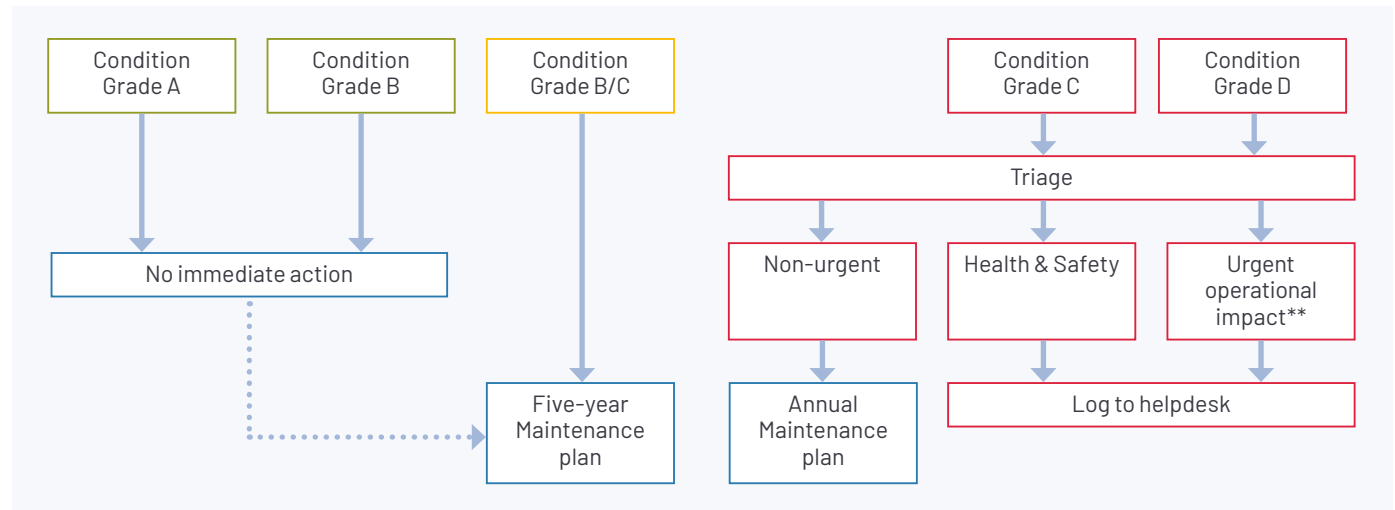 Condition
Grade A
Condition
Grade B
Condition
Grade B/C
Condition
Grade C
Condition
Grade D
Triage
No immediate action
Non-urgent
Health & Safety
Urgent
operational
impact**
Five-year
Maintenance
plan
Annual
Maintenance
plan
Log to helpdesk